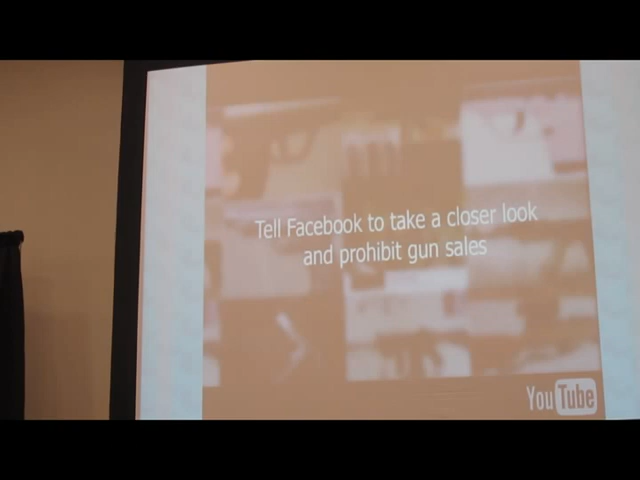 Tell Facebook to take a closer look
and prohibit gun sales
YouTube